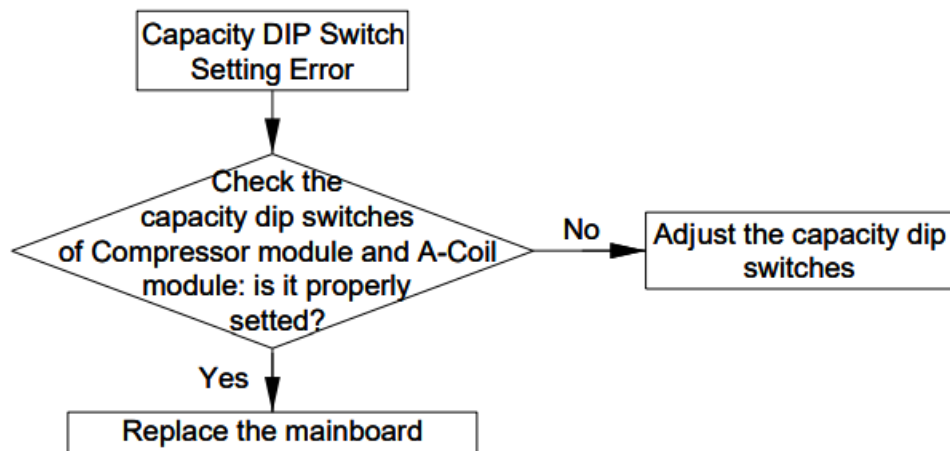 Capacity DIP Switch
Setting Error
Check the
capacity dip switches
of Compressor module and A-Coil
module: is it properly
setted?
No
Adjust the capacity dip
switches
Yes
Replace the mainboard